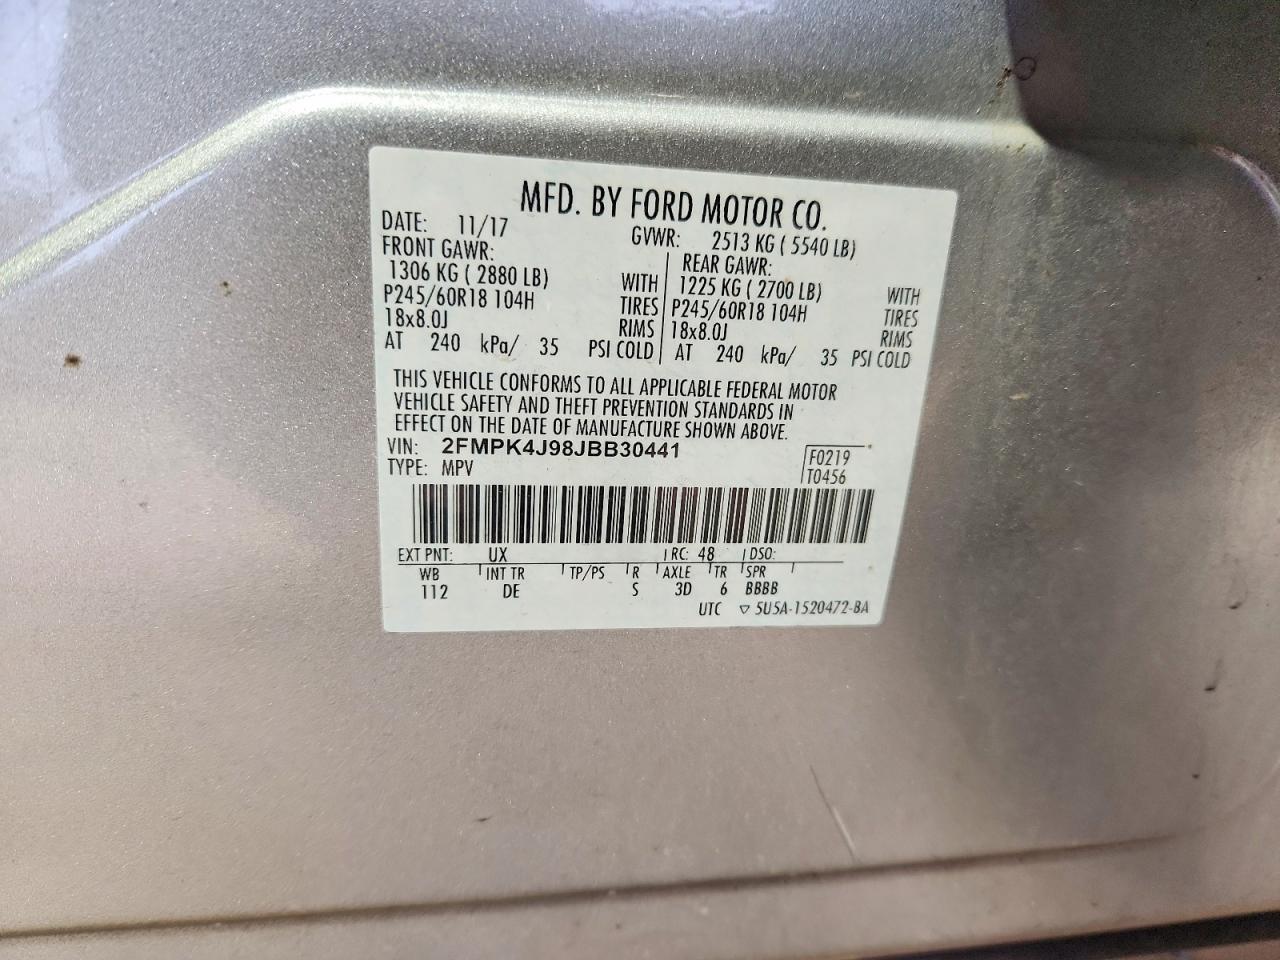 MFD. BY FORD MOTOR CO.
DATE: 11/17 GVWR: 2513 KG ( 5540 LB)
FRONT GAWR: REAR GAWR:
1306 KG ( 2880 LB) WITH 1225 KG ( 2700 LB) WITH
P245/60R18 104H TIRES P245/60R18 104H TIRES
18x8.0J RIMS 18x8.0J RIMS
AT 240 kPa/ 35 PSI COLD AT 240 kPa/ 35 PSI COLD
THIS VEHICLE CONFORMS TO ALL APPLICABLE FEDERAL MOTOR
VEHICLE SAFETY AND THEFT PREVENTION STANDARDS IN
EFFECT ON THE DATE OF MANUFACTURE SHOWN ABOVE.
VIN: 2FMPK4J98JBB30441 F0219
TYPE: MPV T0456
EXT PNT: UX RC: 48 DSO:
WB INT TR TP/PS R AXLE TR SPR
112 DE S 3D 6 BBBB
UTC ▽ 5U5A-1520472-BA